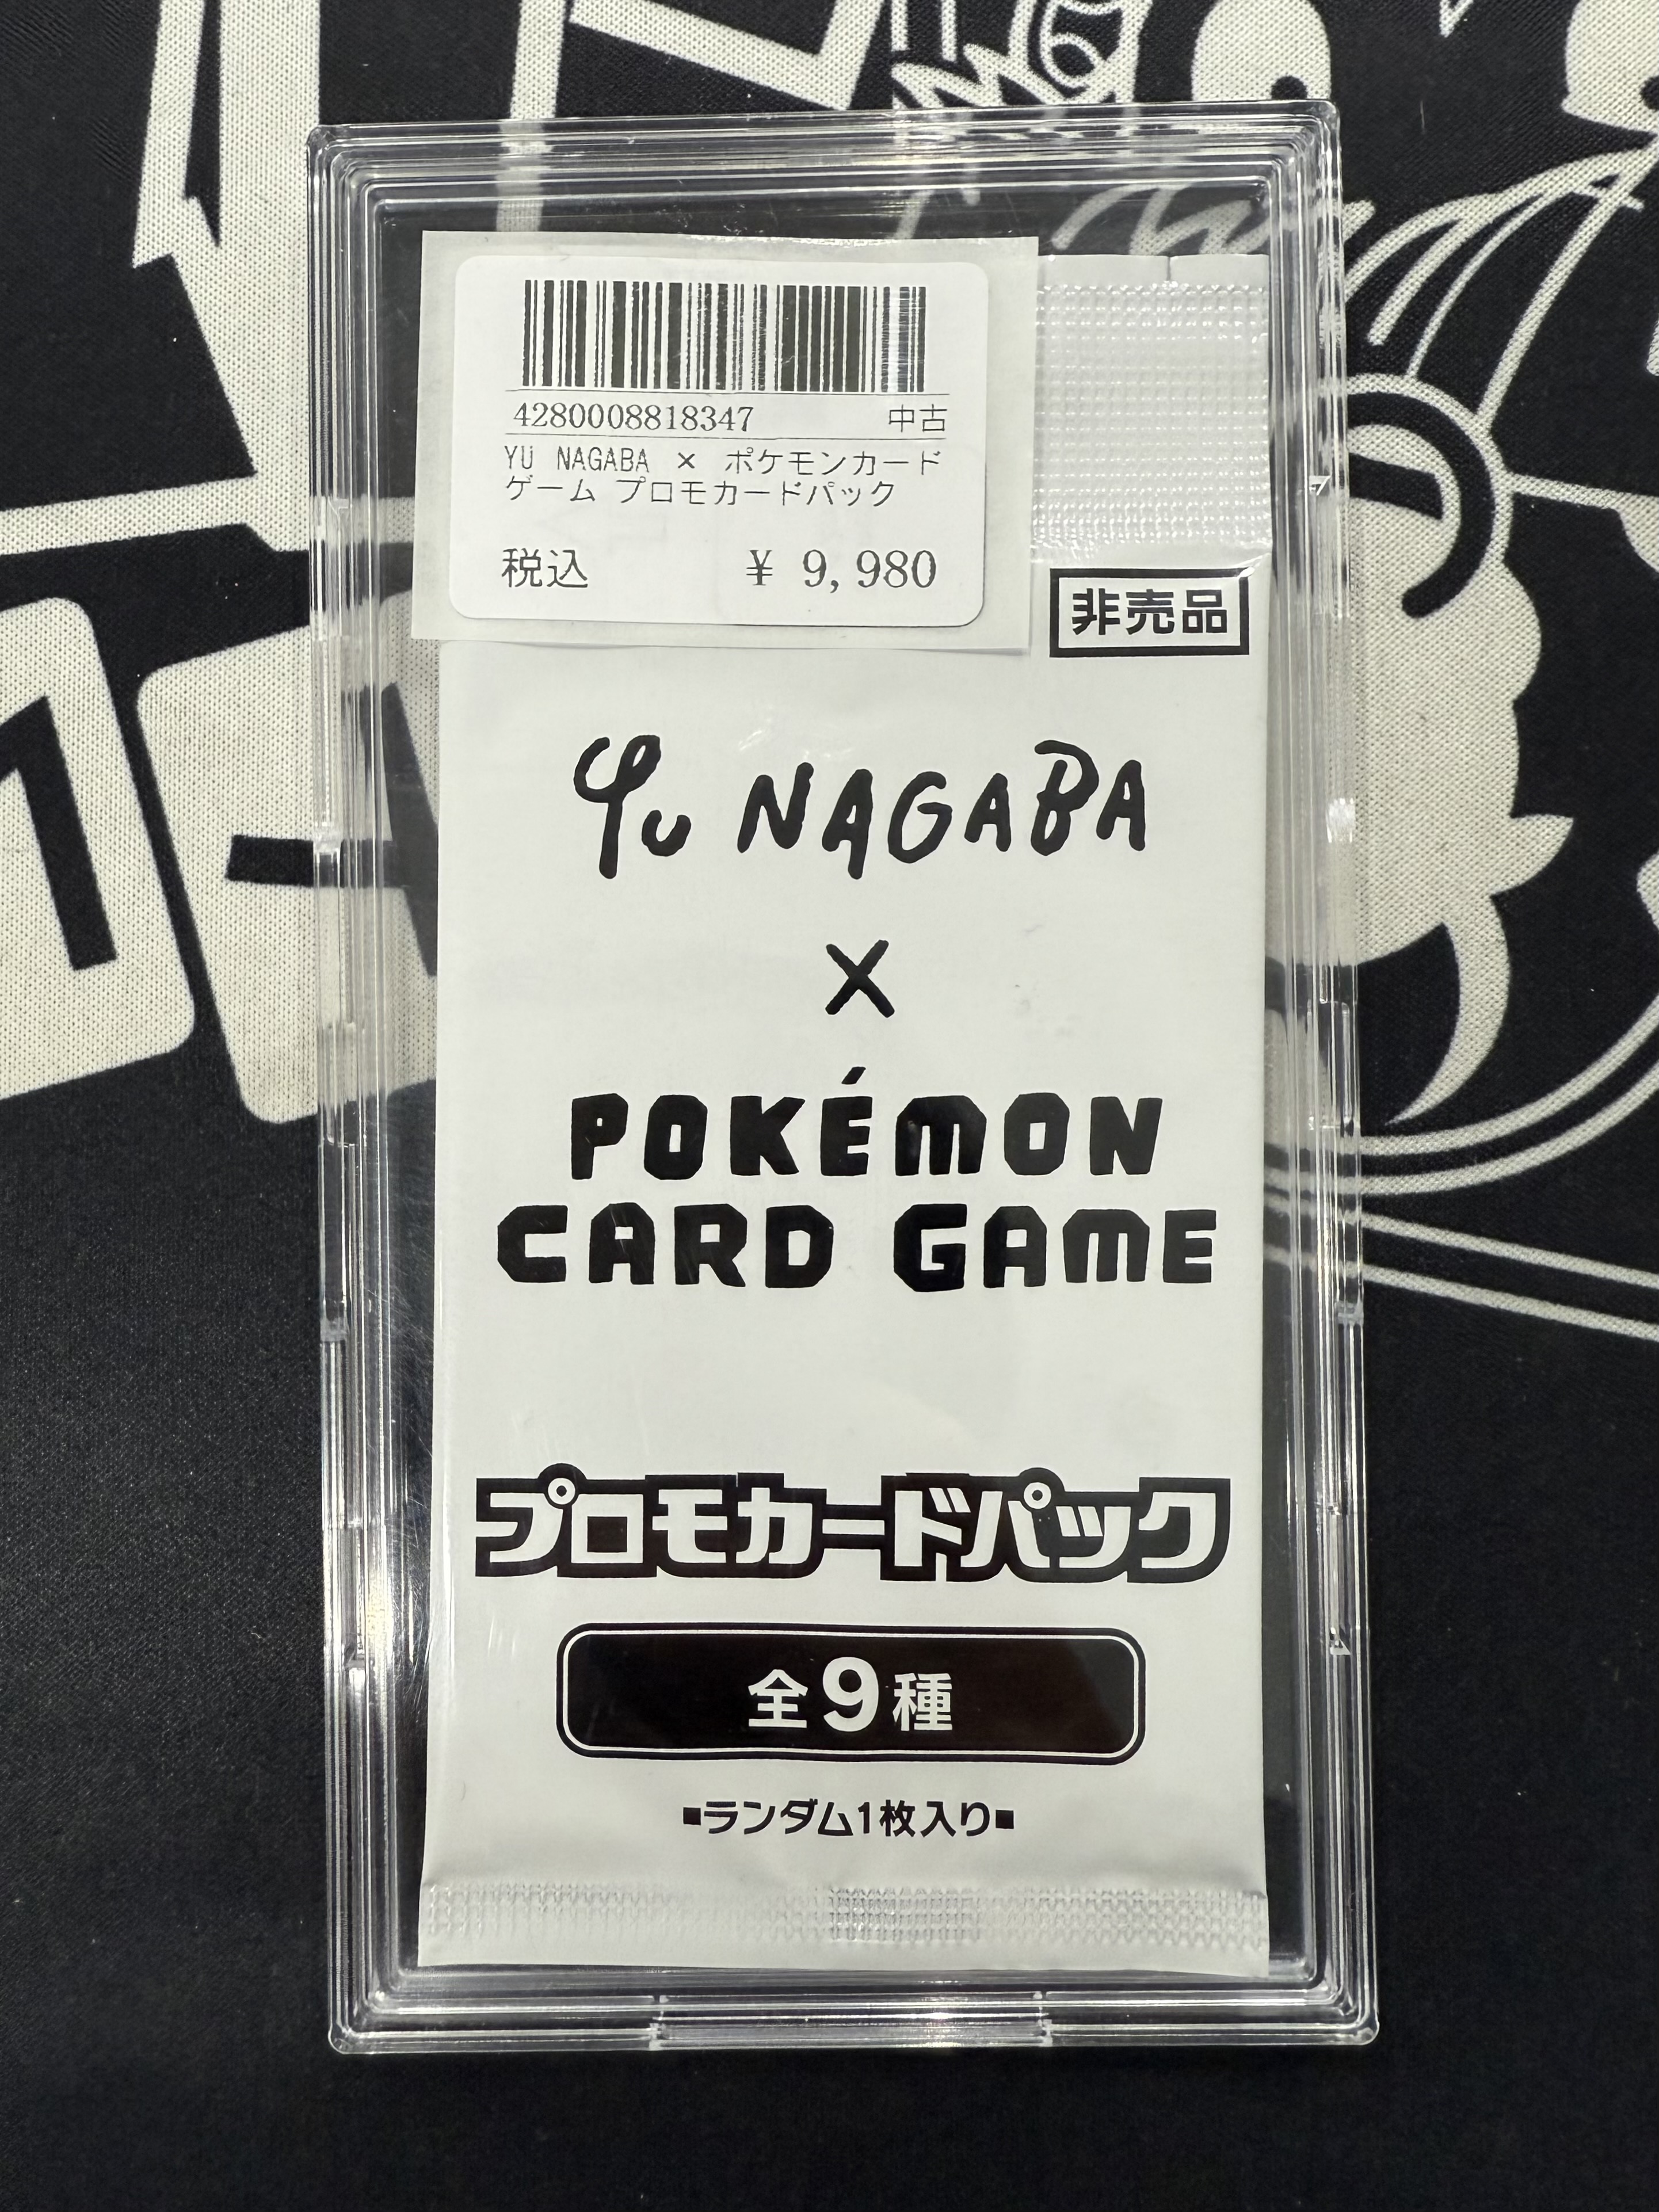 4280008818347 中古
YU NAGABA × ポケモンカード
ゲーム プロモカードパック
税込 ¥ 9,980
非売品
YU NAGABA
×
POKÉMON
CARD GAME
プロモカードパック
全9種
▪ランダム1枚入り▪